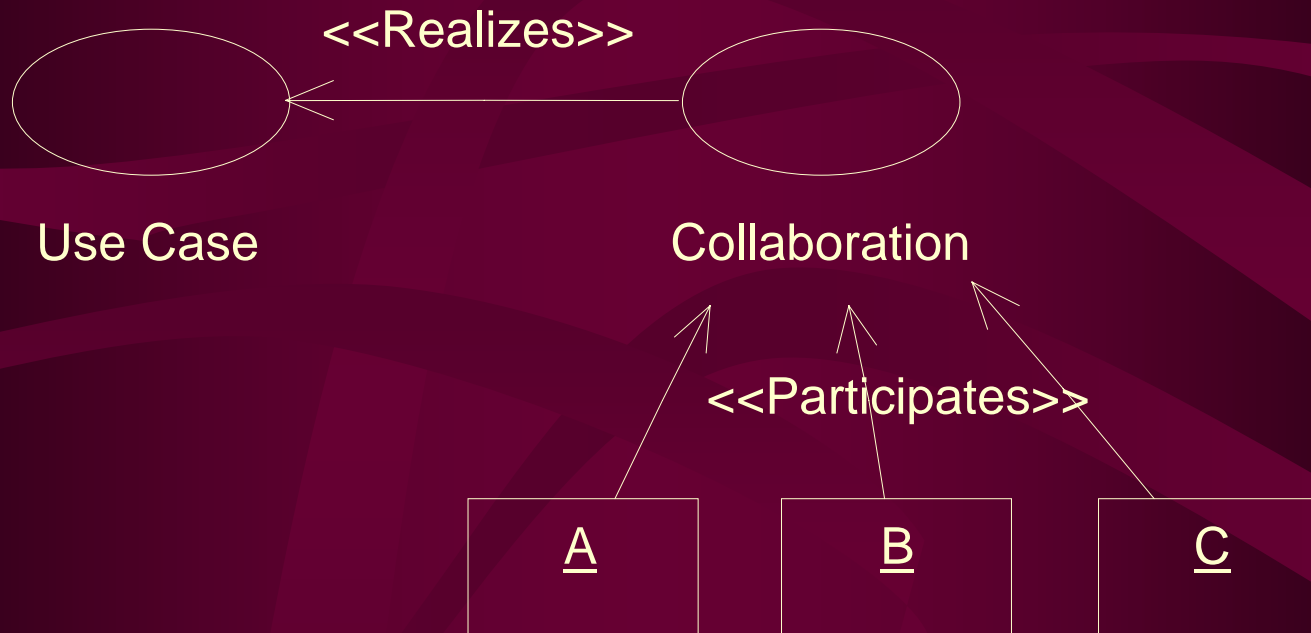 <<Realizes>>
Use Case
Collaboration
<<Participates>>
A
B
C